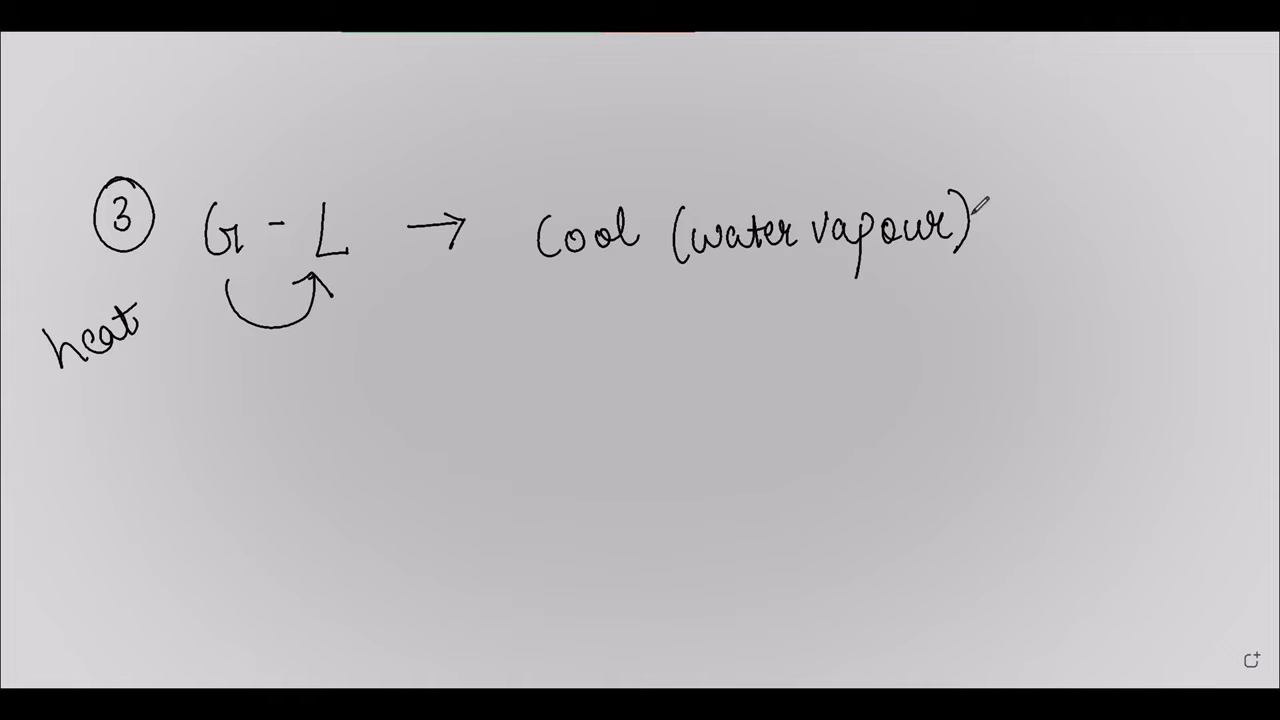 3 G - L → Cool (water vapour)
heat